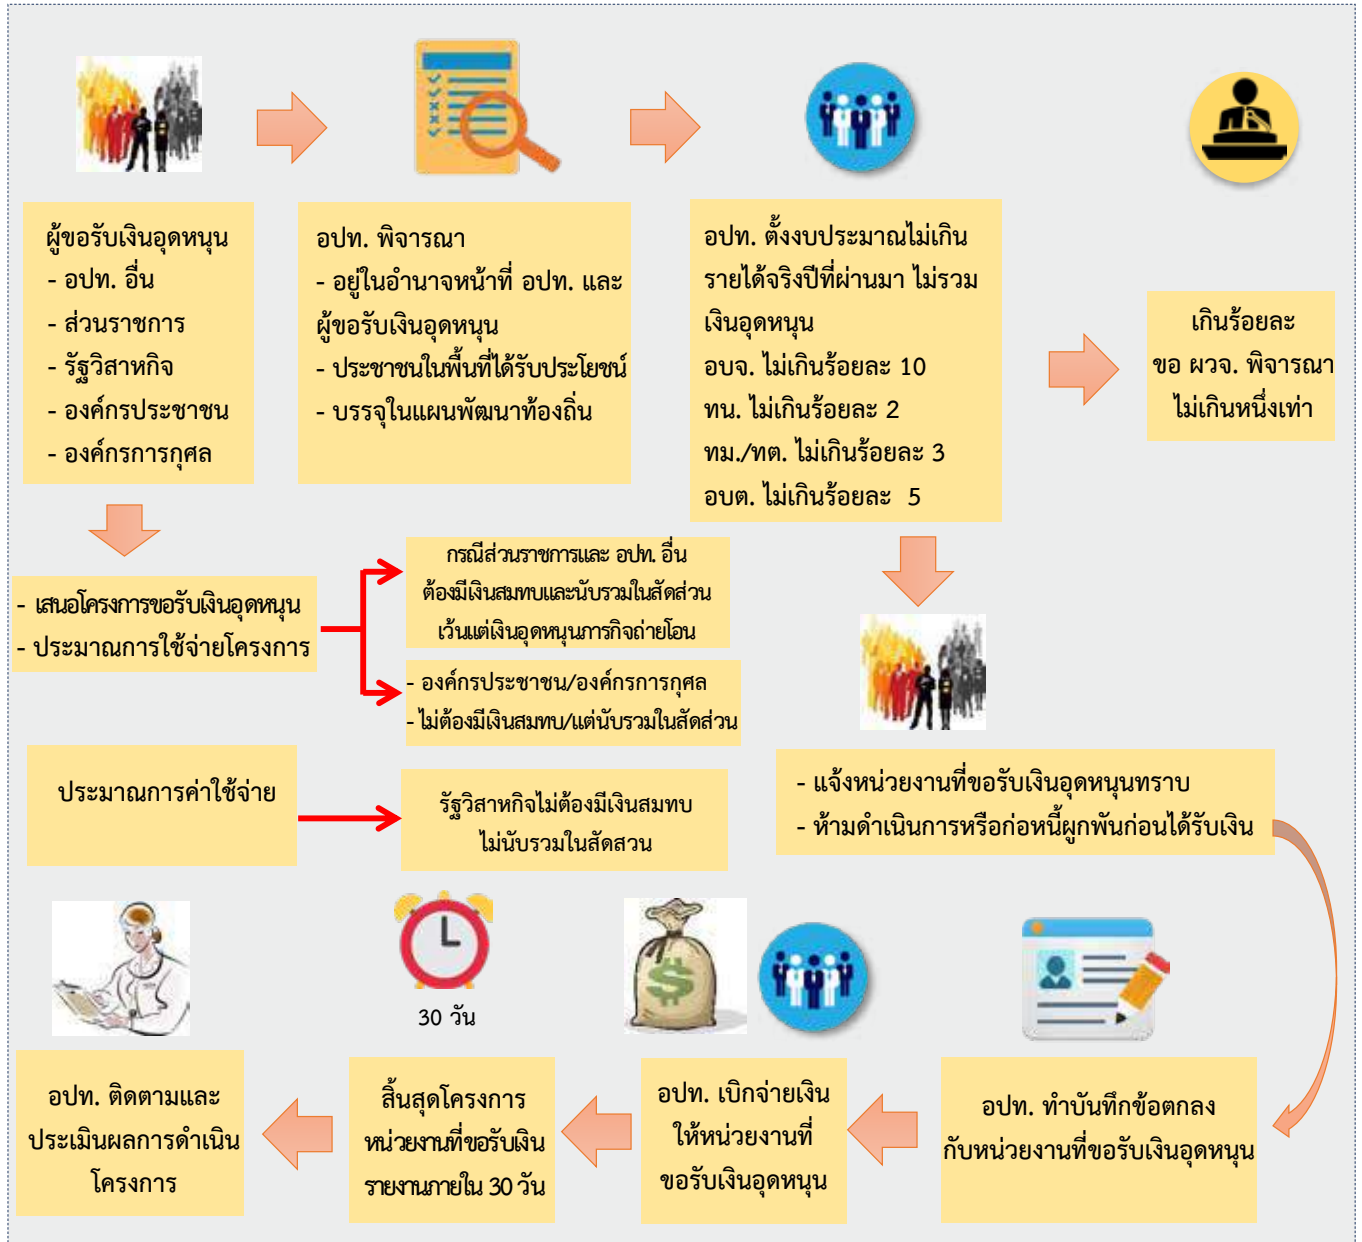 ผู้ขอรับเงินอุดหนุน
- อปท. อื่น
- ส่วนราชการ
- รัฐวิสาหกิจ
- องค์กรประชาชน
- องค์กรการกุศล
อปท. พิจารณา
- อยู่ในอำนาจหน้าที่ อปท. และ
ผู้ขอรับเงินอุดหนุน
- ประชาชนในพื้นที่ได้รับประโยชน์
- บรรจุในแผนพัฒนาท้องถิ่น
อปท. ตั้งงบประมาณไม่เกิน
รายได้จริงปีที่ผ่านมา ไม่รวม
เงินอุดหนุน
อบจ. ไม่เกินร้อยละ 10
ทน. ไม่เกินร้อยละ 2
ทม./ทต. ไม่เกินร้อยละ 3
อบต. ไม่เกินร้อยละ 5
เกินร้อยละ
ขอ ผวจ. พิจารณา
ไม่เกินหนึ่งเท่า
- เสนอโครงการขอรับเงินอุดหนุน
- ประมาณการใช้จ่ายโครงการ
กรณีส่วนราชการและ อปท. อื่น
ต้องมีเงินสมทบและนับรวมในสัดส่วน
เว้นแต่เงินอุดหนุนภารกิจถ่ายโอน
- องค์กรประชาชน/องค์กรการกุศล
- ไม่ต้องมีเงินสมทบ/แต่นับรวมในสัดส่วน
ประมาณการค่าใช้จ่าย
รัฐวิสาหกิจไม่ต้องมีเงินสมทบ
ไม่นับรวมในสัดสวน
- แจ้งหน่วยงานที่ขอรับเงินอุดหนุนทราบ
- ห้ามดำเนินการหรือก่อหนี้ผูกพันก่อนได้รับเงิน
อปท. ทำบันทึกข้อตกลง
กับหน่วยงานที่ขอรับเงินอุดหนุน
อปท. เบิกจ่ายเงิน
ให้หน่วยงานที่
ขอรับเงินอุดหนุน
30 วัน
สิ้นสุดโครงการ
หน่วยงานที่ขอรับเงิน
รายงานภายใน 30 วัน
อปท. ติดตามและ
ประเมินผลการดำเนิน
โครงการ